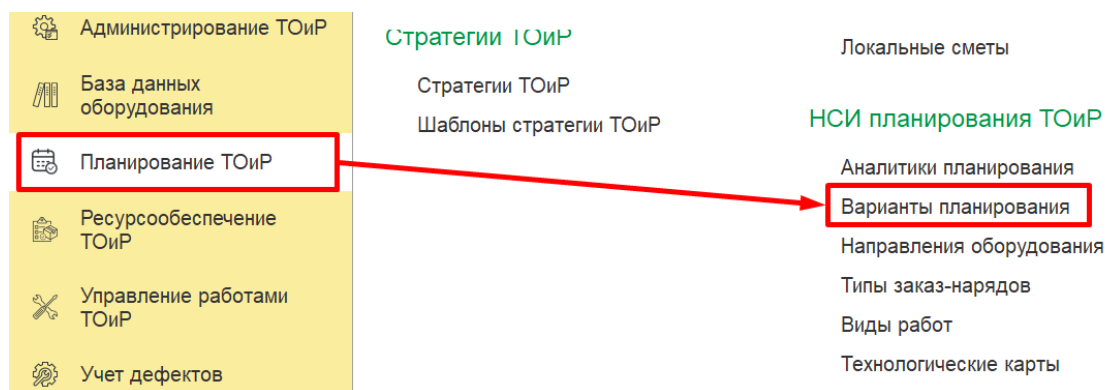 Администрирование ТОиР
База данных
оборудования
Планирование ТОиР
Ресурсообеспечение
ТОиР
Управление работами
ТОиР
Учет дефектов
Стратегии ТОиР
Стратегии ТОиР
Шаблоны стратегии ТОиР
Локальные сметы
НСИ планирования ТОиР
Аналитики планирования
Варианты планирования
Направления оборудования
Типы заказ-нарядов
Виды работ
Технологические карты